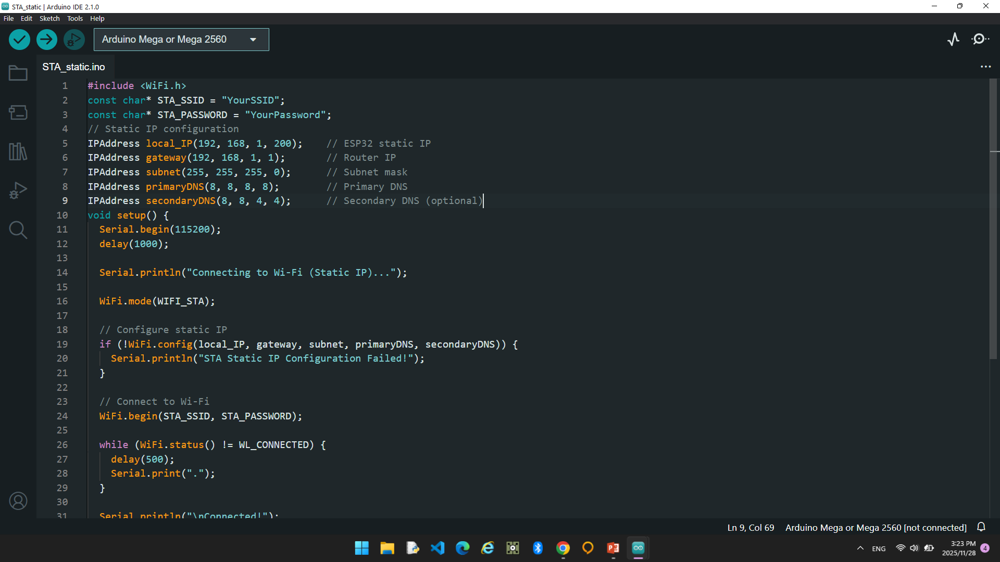 STA_static | Arduino IDE 2.1.0
File Edit Sketch Tools Help
Arduino Mega or Mega 2560
STA_static.ino
1 #include <WiFi.h>
2 const char* STA_SSID = "YourSSID";
3 const char* STA_PASSWORD = "YourPassword";
4 // Static IP configuration
5 IPAddress local_IP(192, 168, 1, 200);    // ESP32 static IP
6 IPAddress gateway(192, 168, 1, 1);       // Router IP
7 IPAddress subnet(255, 255, 255, 0);      // Subnet mask
8 IPAddress primaryDNS(8, 8, 8, 8);        // Primary DNS
9 IPAddress secondaryDNS(8, 8, 4, 4);      // Secondary DNS (optional)
10 void setup() {
11   Serial.begin(115200);
12   delay(1000);
13
14   Serial.println("Connecting to Wi-Fi (Static IP)...");
15
16   WiFi.mode(WIFI_STA);
17
18   // Configure static IP
19   if (!WiFi.config(local_IP, gateway, subnet, primaryDNS, secondaryDNS)) {
20     Serial.println("STA Static IP Configuration Failed!");
21   }
22
23   // Connect to Wi-Fi
24   WiFi.begin(STA_SSID, STA_PASSWORD);
25
26   while (WiFi.status() != WL_CONNECTED) {
27     delay(500);
28     Serial.print(".");
29   }
30
31   Serial.println("\nConnected!");
Ln 9, Col 69 Arduino Mega or Mega 2560 [not connected]
ENG
3:23 PM
2025/11/28
4